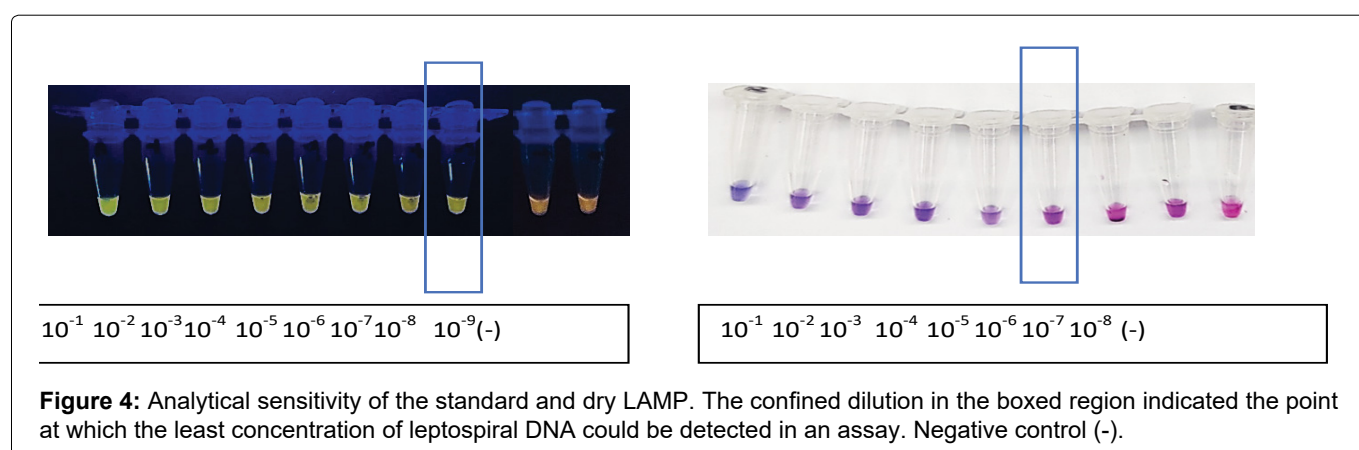 10⁻¹ 10⁻² 10⁻³ 10⁻⁴ 10⁻⁵ 10⁻⁶ 10⁻⁷ 10⁻⁸ 10⁻⁹(-)
10⁻¹ 10⁻² 10⁻³ 10⁻⁴ 10⁻⁵ 10⁻⁶ 10⁻⁷ 10⁻⁸ (-)
Figure 4: Analytical sensitivity of the standard and dry LAMP. The confined dilution in the boxed region indicated the point
at which the least concentration of leptospiral DNA could be detected in an assay. Negative control (-).